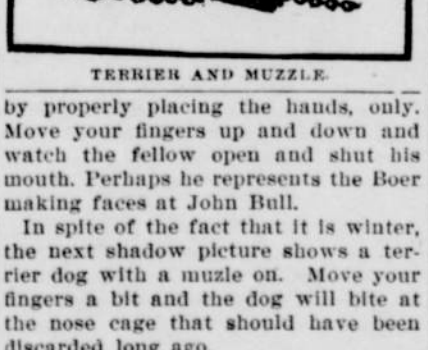 TERRIER AND MUZZLE.
by properly placing the hands, only.
Move your fingers up and down and
watch the fellow open and shut his
mouth. Perhaps he represents the Boer
making faces at John Bull.
In spite of the fact that it is winter,
the next shadow picture shows a ter-
rier dog with a muzle on. Move your
fingers a bit and the dog will bite at
the nose cage that should have been
discarded long ago.